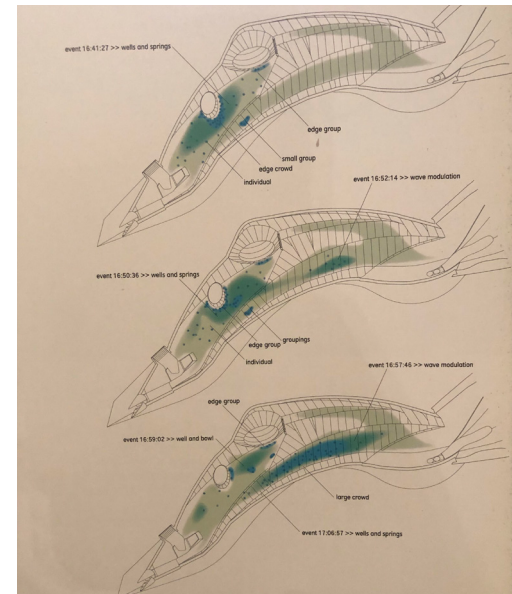 event 16:41:27 >> wells and springs
edge group
small group
edge crowd
individual
event 16:52:14 >> wave modulation
event 16:50:36 >> wells and springs
groupings
edge group
individual
event 16:57:46 >> wave modulation
edge group
event 16:59:02 >> well and bowl
large crowd
event 17:06:57 >> wells and springs